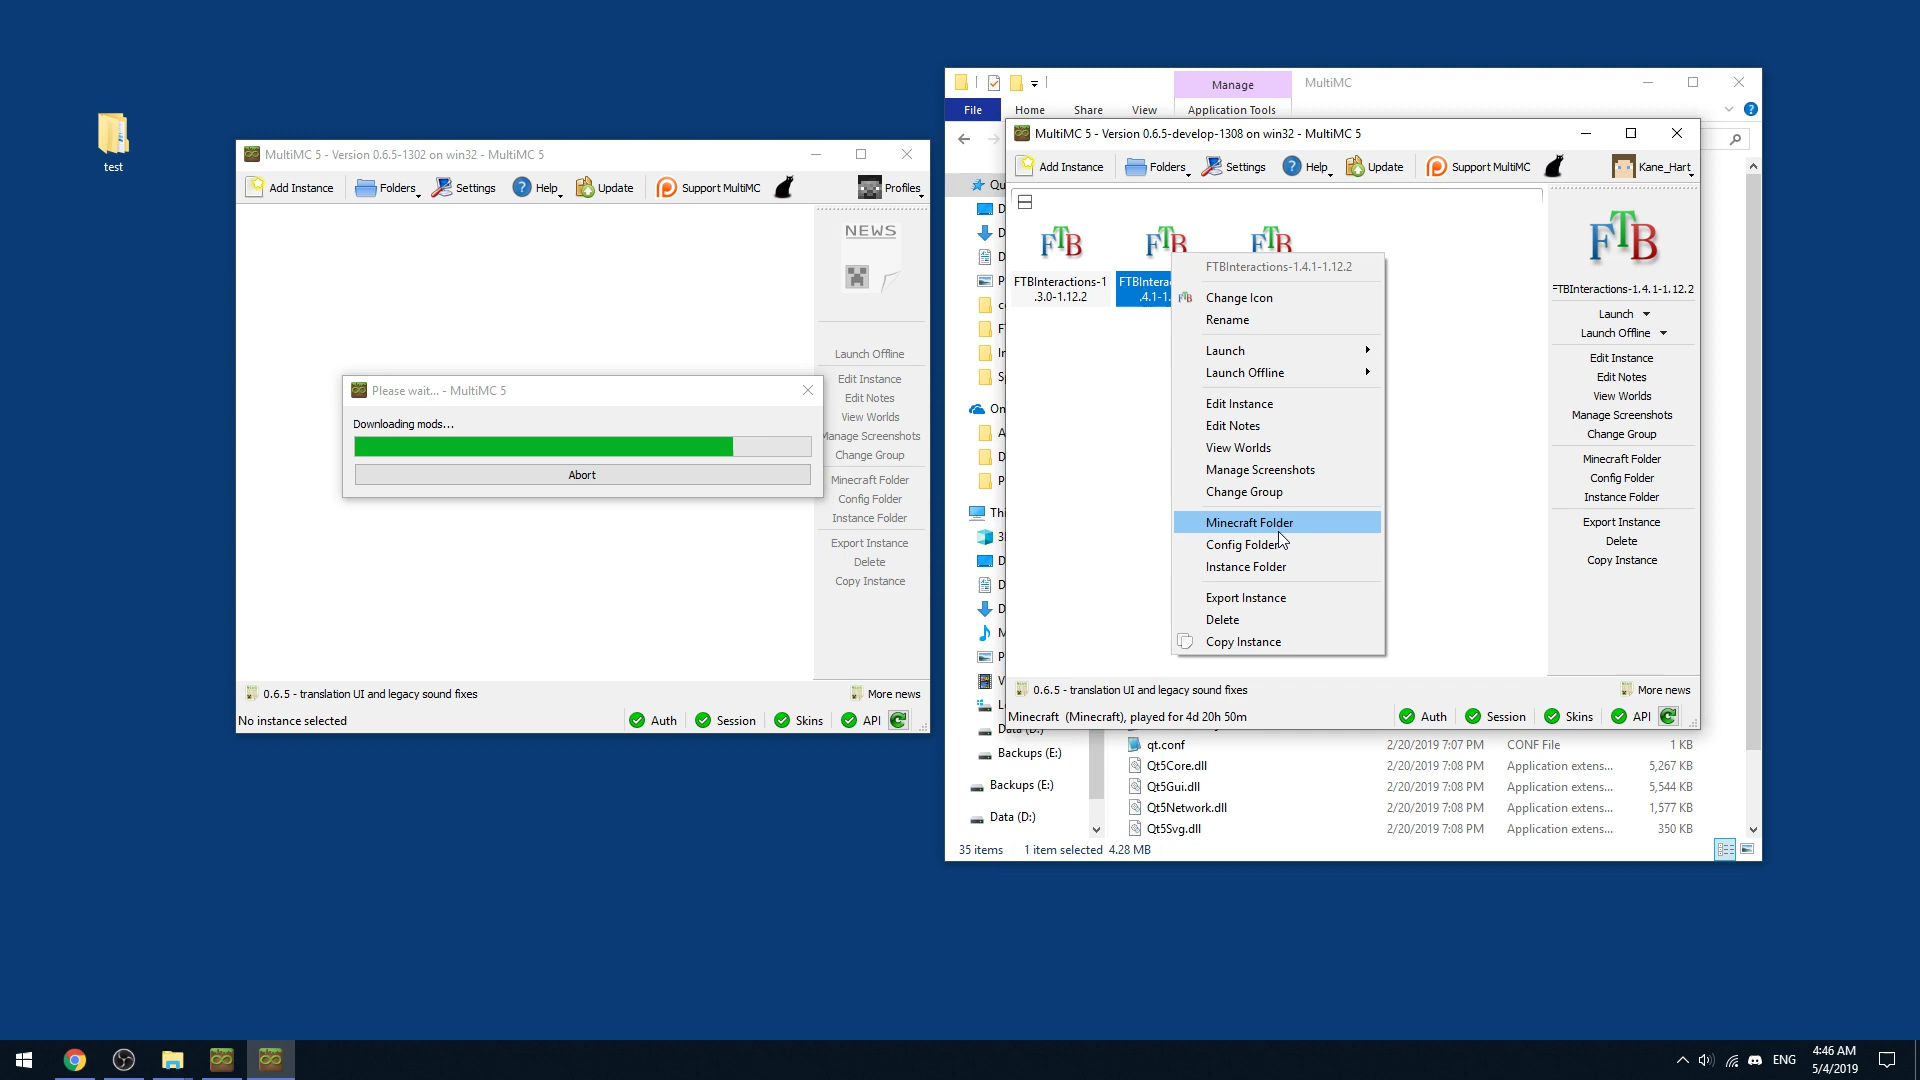 test
MultiMC 5 - Version 0.6.5-1302 on win32 - MultiMC 5
Add Instance
Folders
Settings
Help
Update
Support MultiMC
Profiles
NEWS
Launch Offline
Edit Instance
Edit Notes
View Worlds
Manage Screenshots
Change Group
Minecraft Folder
Config Folder
Instance Folder
Export Instance
Delete
Copy Instance
Please wait... - MultiMC 5
Downloading mods...
Abort
0.6.5 - translation UI and legacy sound fixes
More news
No instance selected
Auth
Session
Skins
API
Manage
MultiMC
File
Home
Share
View
Application Tools
MultiMC 5 - Version 0.6.5-develop-1308 on win32 - MultiMC 5
Add Instance
Folders
Settings
Help
Update
Support MultiMC
Kane_Hart
FTB
FTBInteractions-1
.3.0-1.12.2
FTB
FTBIntera
.4.1-1.
FTB
FTBInteractions-1.4.1-1.12.2
Change Icon
Rename
Launch
Launch Offline
Edit Instance
Edit Notes
View Worlds
Manage Screenshots
Change Group
Minecraft Folder
Config Folder
Instance Folder
Export Instance
Delete
Copy Instance
FTB
FTBInteractions-1.4.1-1.12.2
Launch
Launch Offline
Edit Instance
Edit Notes
View Worlds
Manage Screenshots
Change Group
Minecraft Folder
Config Folder
Instance Folder
Export Instance
Delete
Copy Instance
0.6.5 - translation UI and legacy sound fixes
More news
Minecraft (Minecraft), played for 4d 20h 50m
Auth
Session
Skins
API
Data (D:)
Backups (E:)
Backups (E:)
Data (D:)
qt.conf 2/20/2019 7:07 PM CONF File 1 KB
Qt5Core.dll 2/20/2019 7:08 PM Application extens... 5,267 KB
Qt5Gui.dll 2/20/2019 7:08 PM Application extens... 5,544 KB
Qt5Network.dll 2/20/2019 7:08 PM Application extens... 1,577 KB
Qt5Svg.dll 2/20/2019 7:08 PM Application extens... 350 KB
35 items 1 item selected 4.28 MB
ENG
4:46 AM
5/4/2019